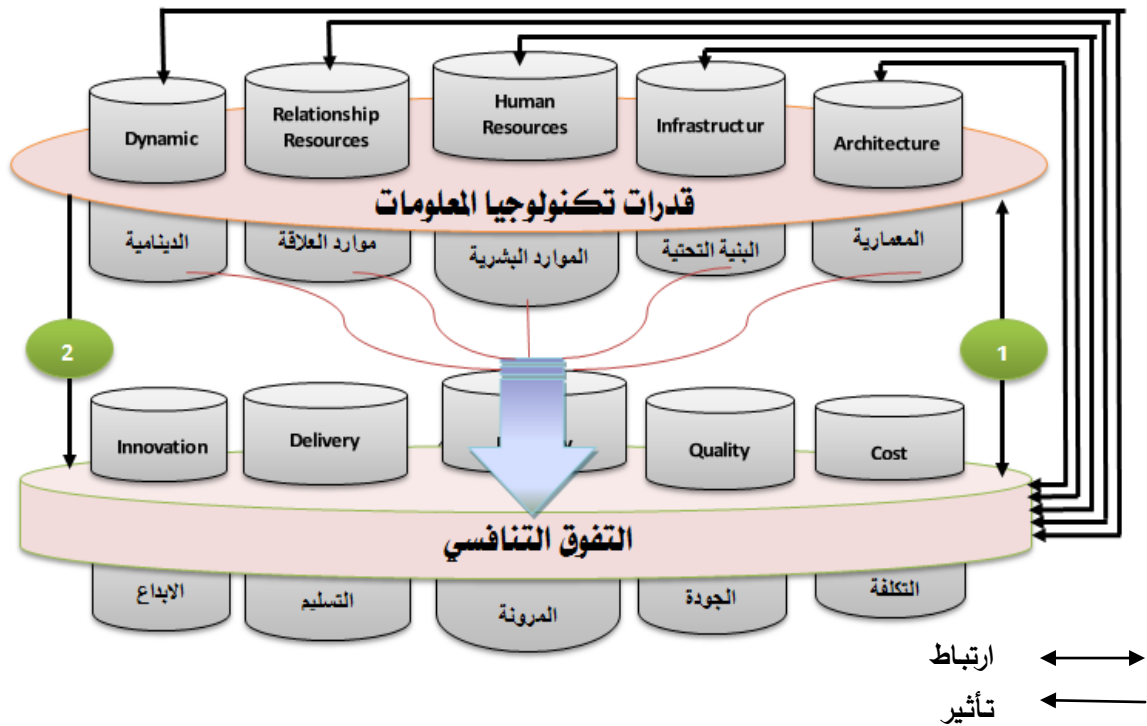 Dynamic
Relationship
Resources
Human
Resources
Infrastructur
Architecture
قدرات تكنولوجيا المعلومات
المعمارية
البنية التحتية
الموارد البشرية
موارد العلاقة
الدينامية
2
1
Innovation
Delivery
Quality
Cost
التفوق التنافسي
التكلفة
الجودة
المرونة
التسليم
الابداع
ارتباط
تأثير